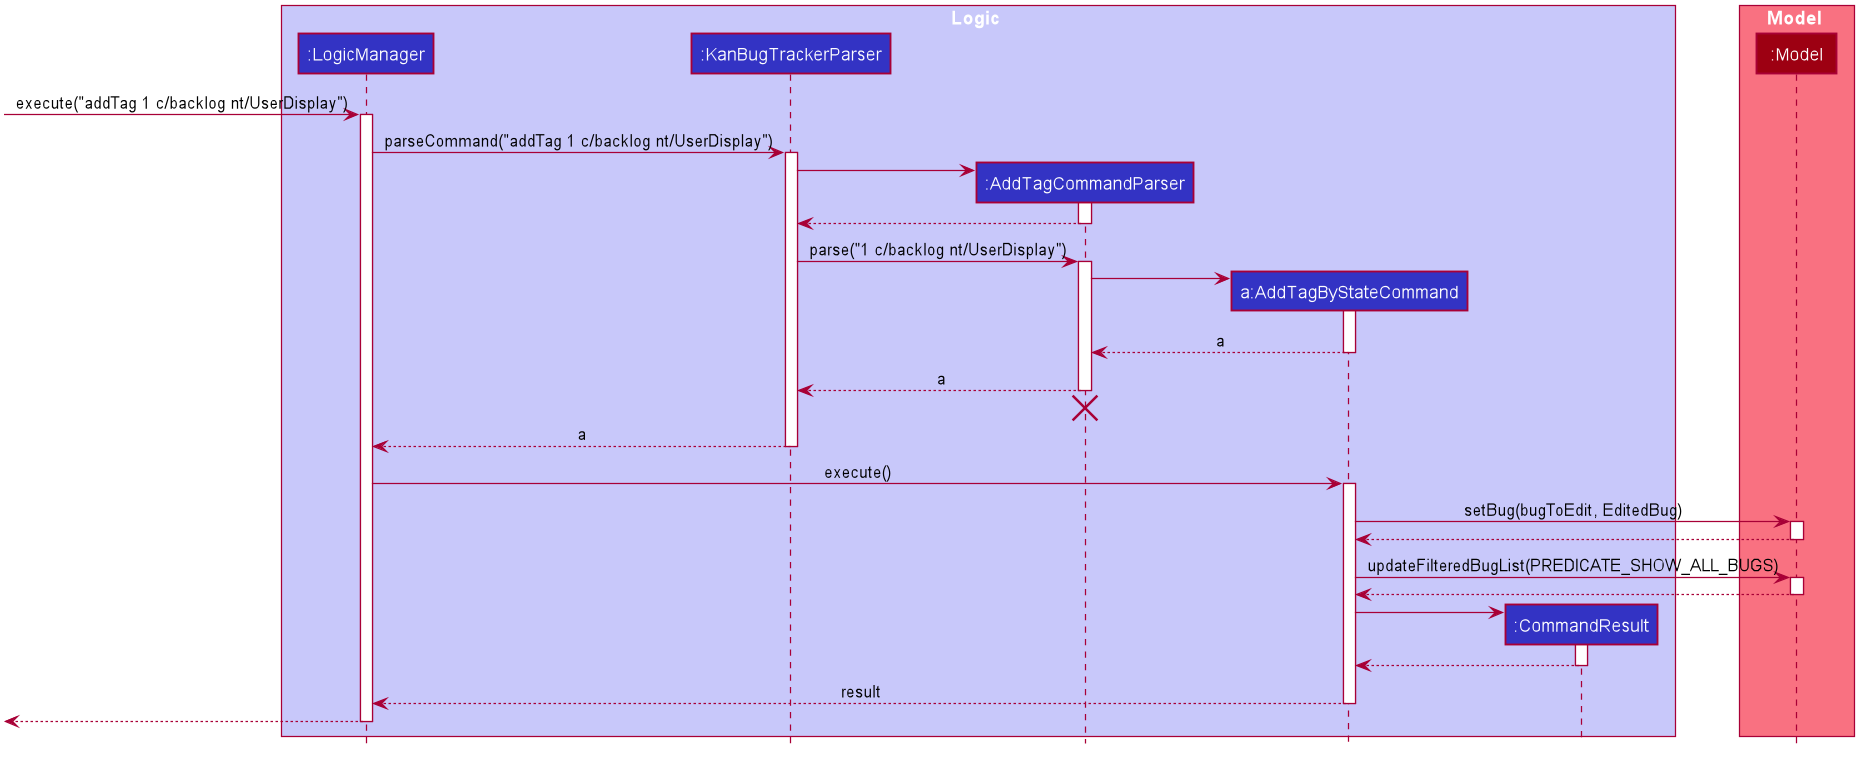 Logic
Model
:LogicManager
:KanBugTrackerParser
:Model
execute("addTag 1 c/backlog nt/UserDisplay")
parseCommand("addTag 1 c/backlog nt/UserDisplay")
:AddTagCommandParser
parse("1 c/backlog nt/UserDisplay")
a:AddTagByStateCommand
a
a
a
execute()
setBug(bugToEdit, EditedBug)
updateFilteredBugList(PREDICATE_SHOW_ALL_BUGS)
:CommandResult
result